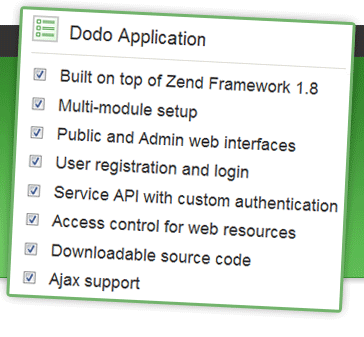 Dodo Application
Built on top of Zend Framework 1.8
Multi-module setup
Public and Admin web interfaces
User registration and login
Service API with custom authentication
Access control for web resources
Downloadable source code
Ajax support